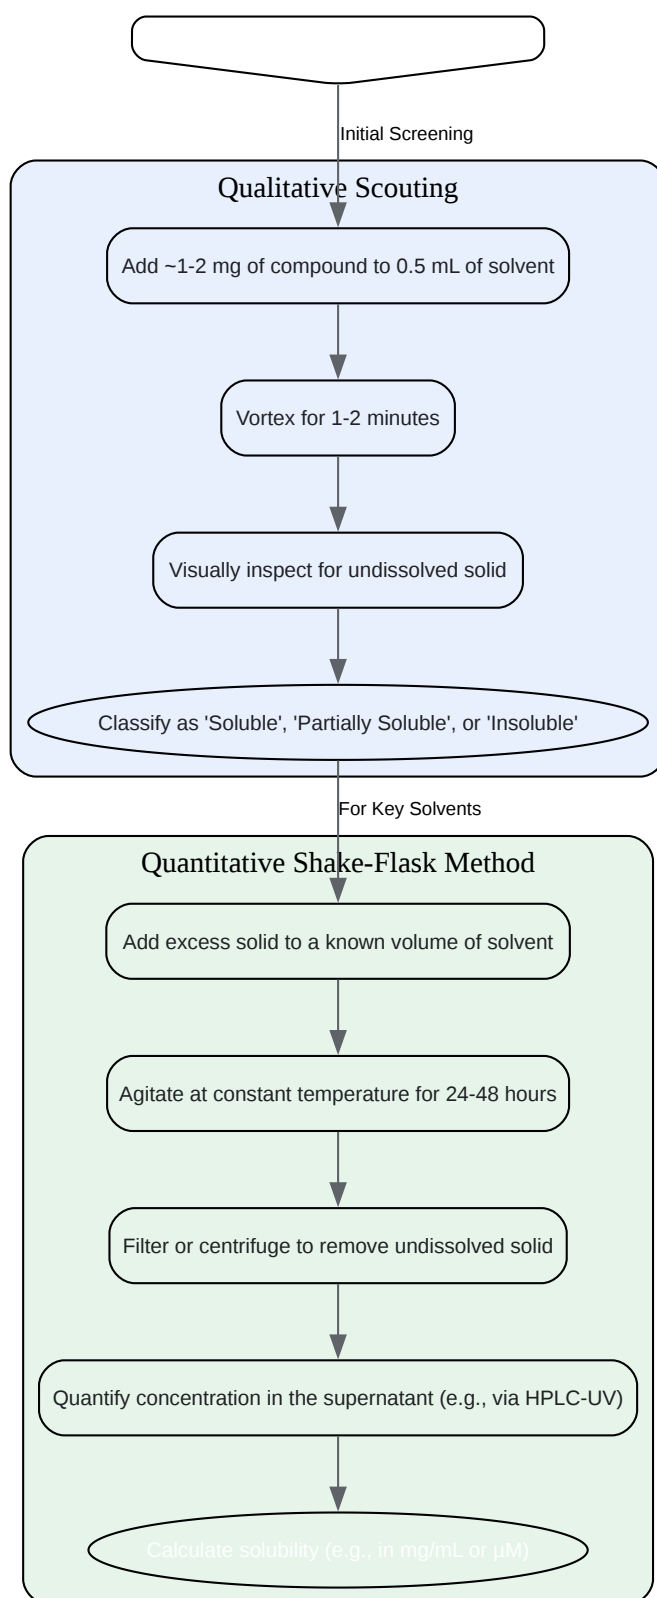 Initial Screening
Qualitative Scouting
Add ~1-2 mg of compound to 0.5 mL of solvent
Vortex for 1-2 minutes
Visually inspect for undissolved solid
Classify as 'Soluble', 'Partially Soluble', or 'Insoluble'
For Key Solvents
Quantitative Shake-Flask Method
Add excess solid to a known volume of solvent
Agitate at constant temperature for 24-48 hours
Filter or centrifuge to remove undissolved solid
Quantify concentration in the supernatant (e.g., via HPLC-UV)
Calculate solubility (e.g., in mg/mL or µM)